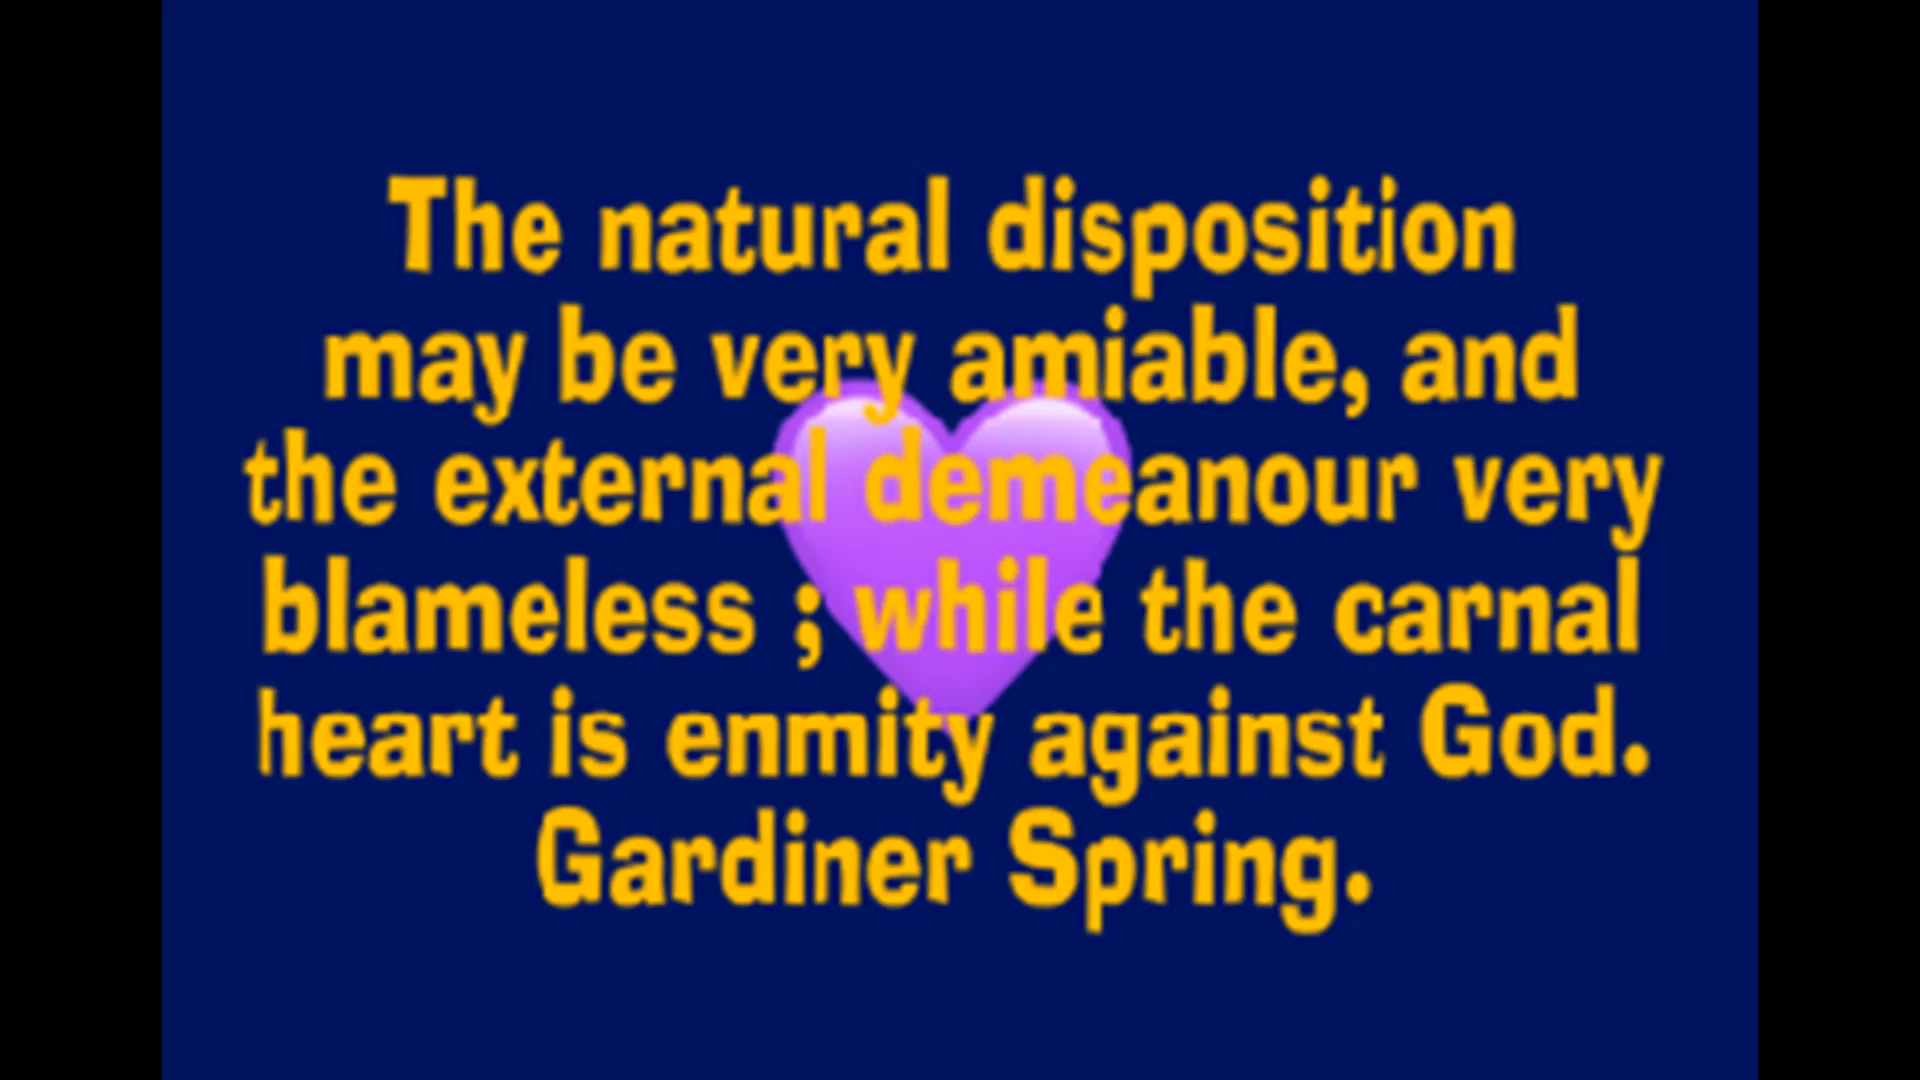 The natural disposition
may be very amiable, and
the external demeanour very
blameless ; while the carnal
heart is enmity against God.
Gardiner Spring.